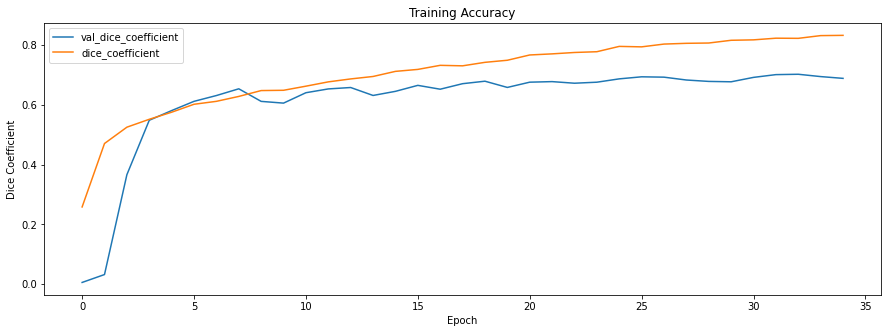 Training Accuracy
val_dice_coefficient
dice_coefficient
Dice Coefficient
0.8
0.6
0.4
0.2
0.0
0 5 10 15 20 25 30 35
Epoch